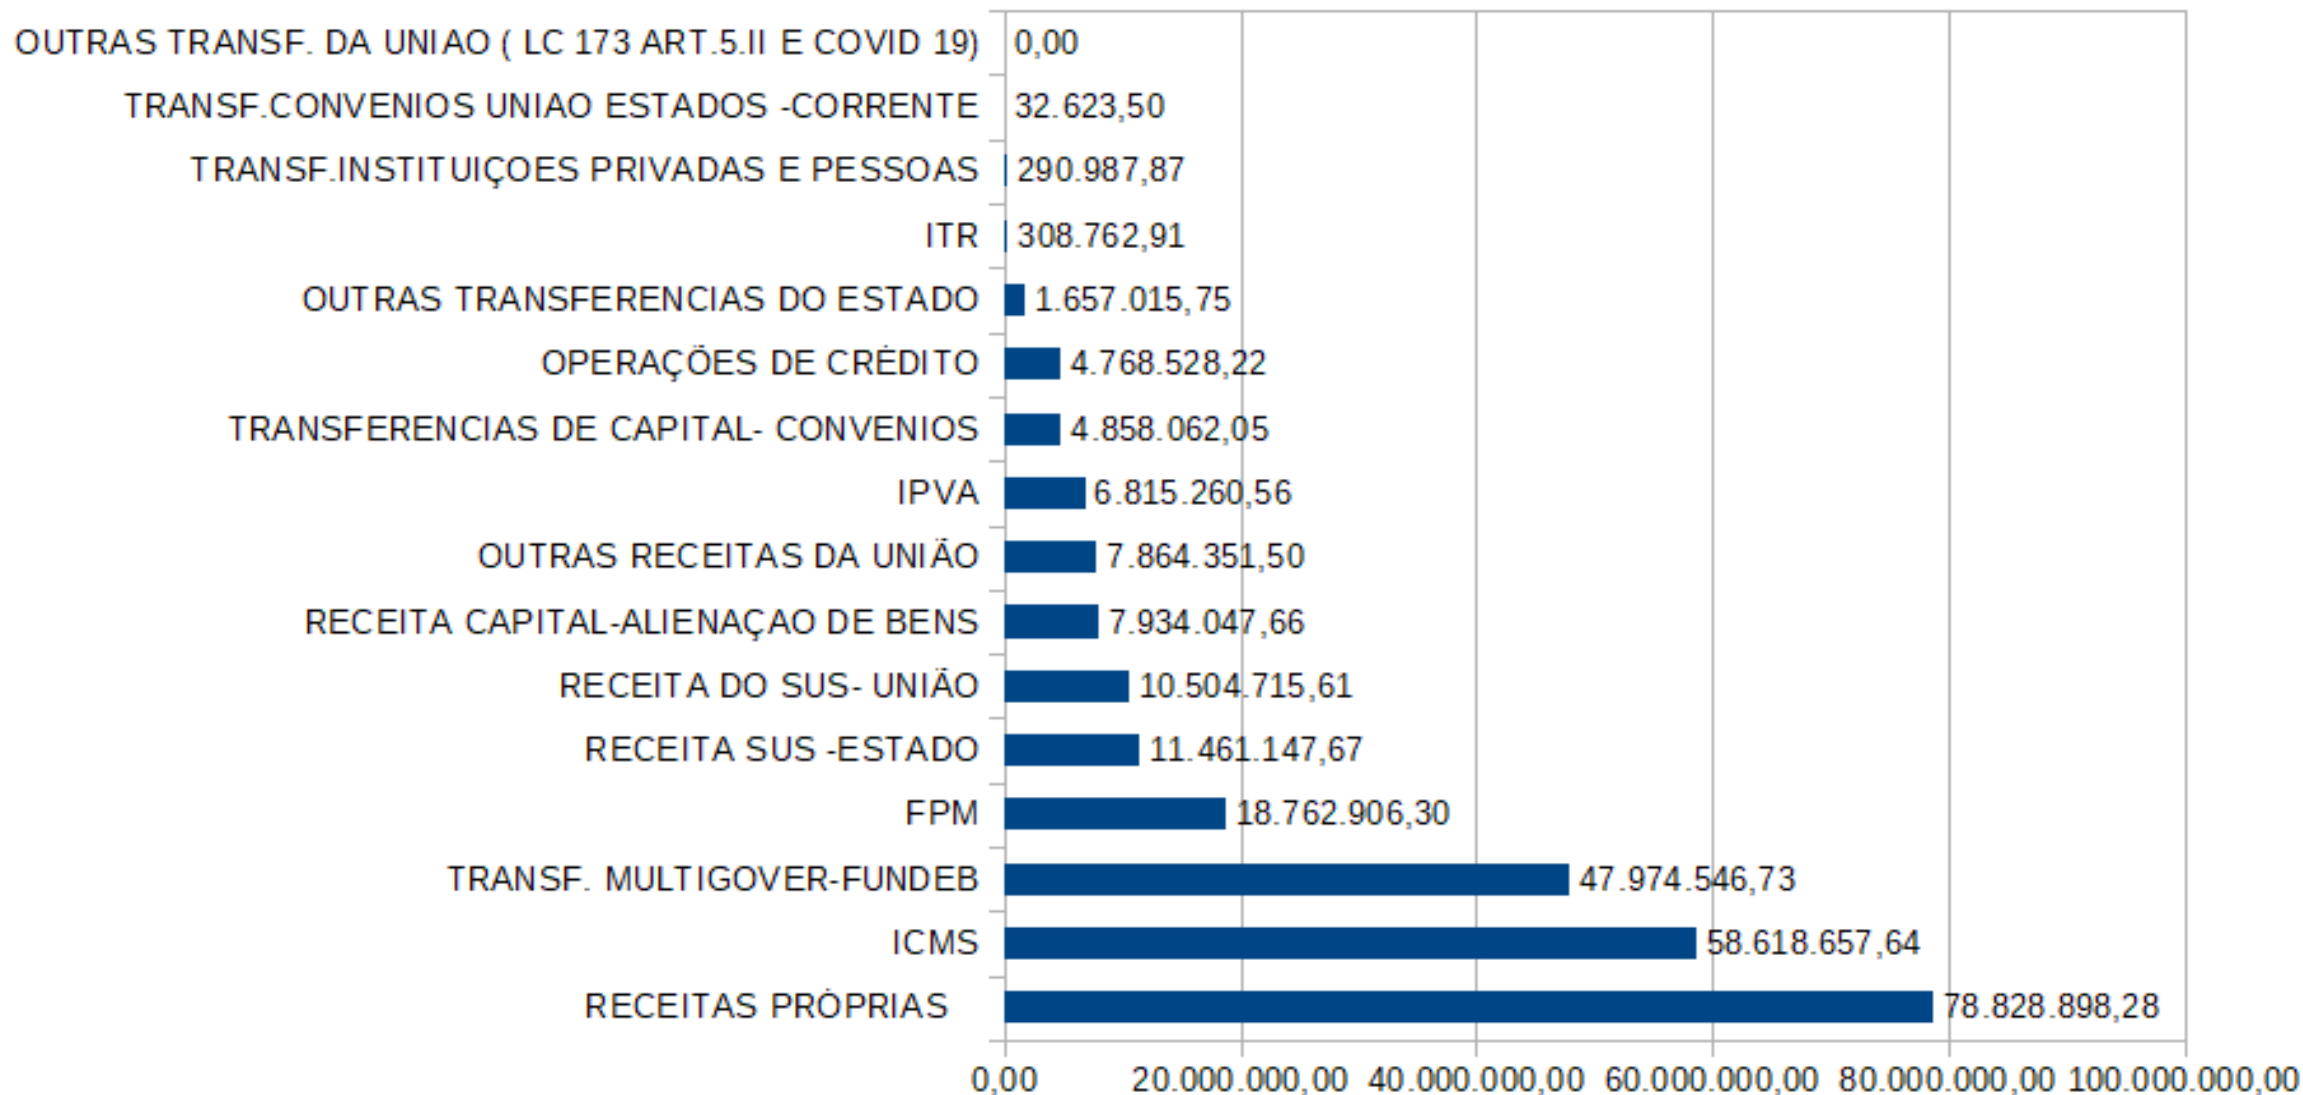 OUTRAS TRANSF. DA UNIAO ( LC 173 ART.5.II E COVID 19) 0,00
TRANSF.CONVENIOS UNIAO ESTADOS -CORRENTE 32.623,50
TRANSF.INSTITUIÇOES PRIVADAS E PESSOAS 290.987,87
ITR 308.762,91
OUTRAS TRANSFERENCIAS DO ESTADO 1.657.015,75
OPERAÇÕES DE CRÉDITO 4.768.528,22
TRANSFERENCIAS DE CAPITAL- CONVENIOS 4.858.062,05
IPVA 6.815.260,56
OUTRAS RECEITAS DA UNIÃO 7.864.351,50
RECEITA CAPITAL-ALIENAÇAO DE BENS 7.934.047,66
RECEITA DO SUS- UNIÃO 10.504.715,61
RECEITA SUS -ESTADO 11.461.147,67
FPM 18.762.906,30
TRANSF. MULTIGOVER-FUNDEB 47.974.546,73
ICMS 58.618.657,64
RECEITAS PRÓPRIAS 78.828.898,28
0,00 20.000.000,00 40.000.000,00 60.000.000,00 80.000.000,00 100.000.000,00